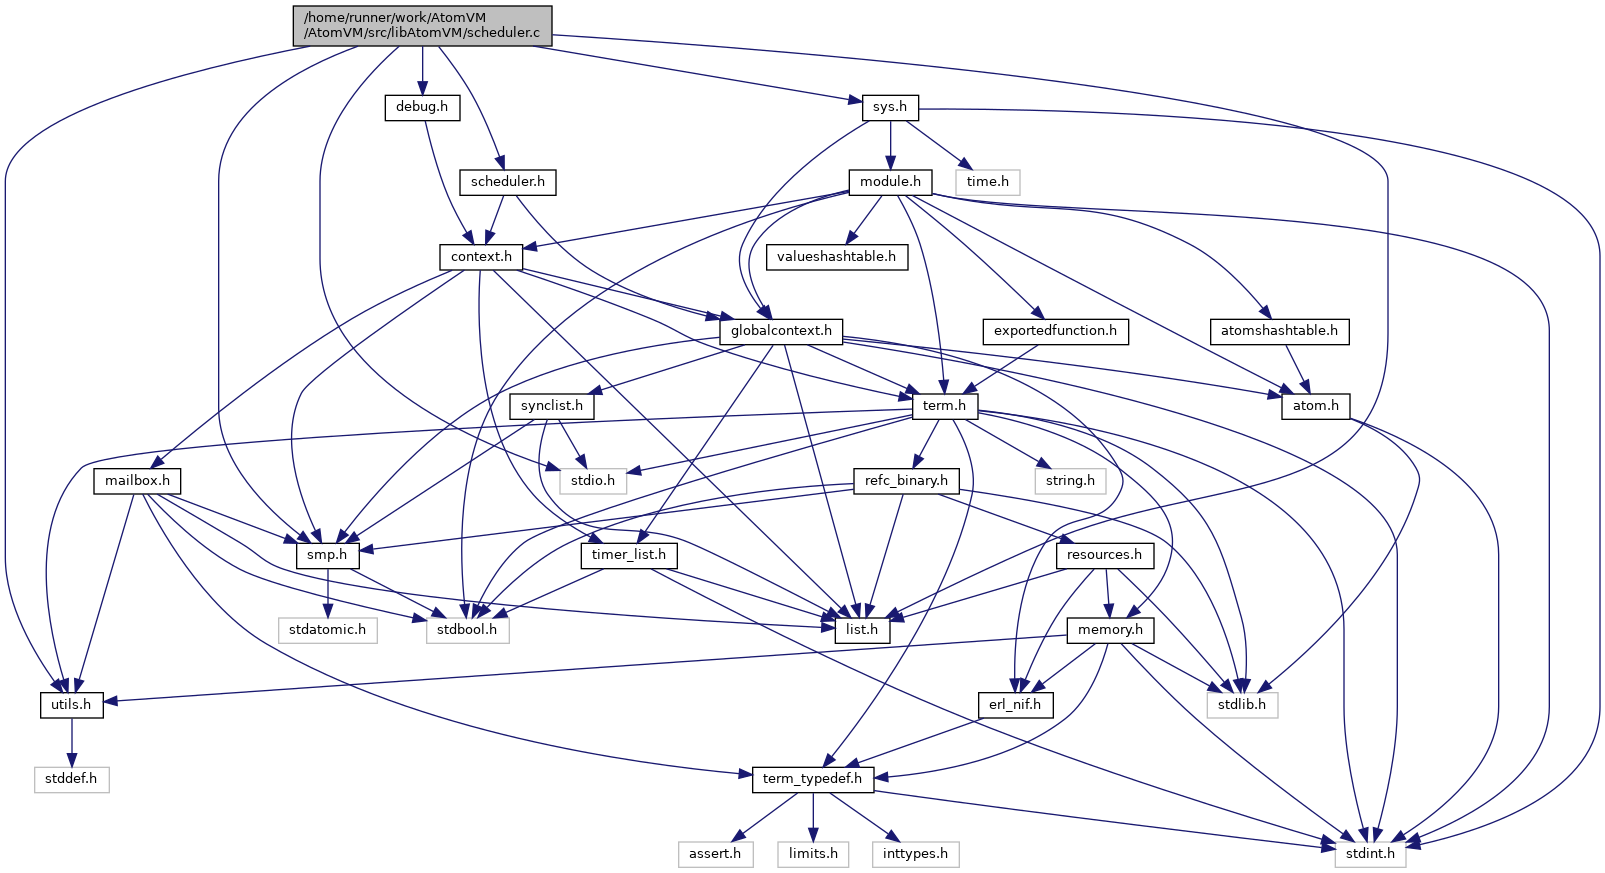 /home/runner/work/AtomVM
/AtomVM/src/libAtomVM/scheduler.c
debug.h
sys.h
scheduler.h
module.h
time.h
context.h
valueshashtable.h
globalcontext.h
exportedfunction.h
atomshashtable.h
synclist.h
term.h
atom.h
mailbox.h
stdio.h
refc_binary.h
string.h
smp.h
timer_list.h
resources.h
stdatomic.h
stdbool.h
list.h
memory.h
utils.h
erl_nif.h
stdlib.h
stddef.h
term_typedef.h
assert.h
limits.h
inttypes.h
stdint.h